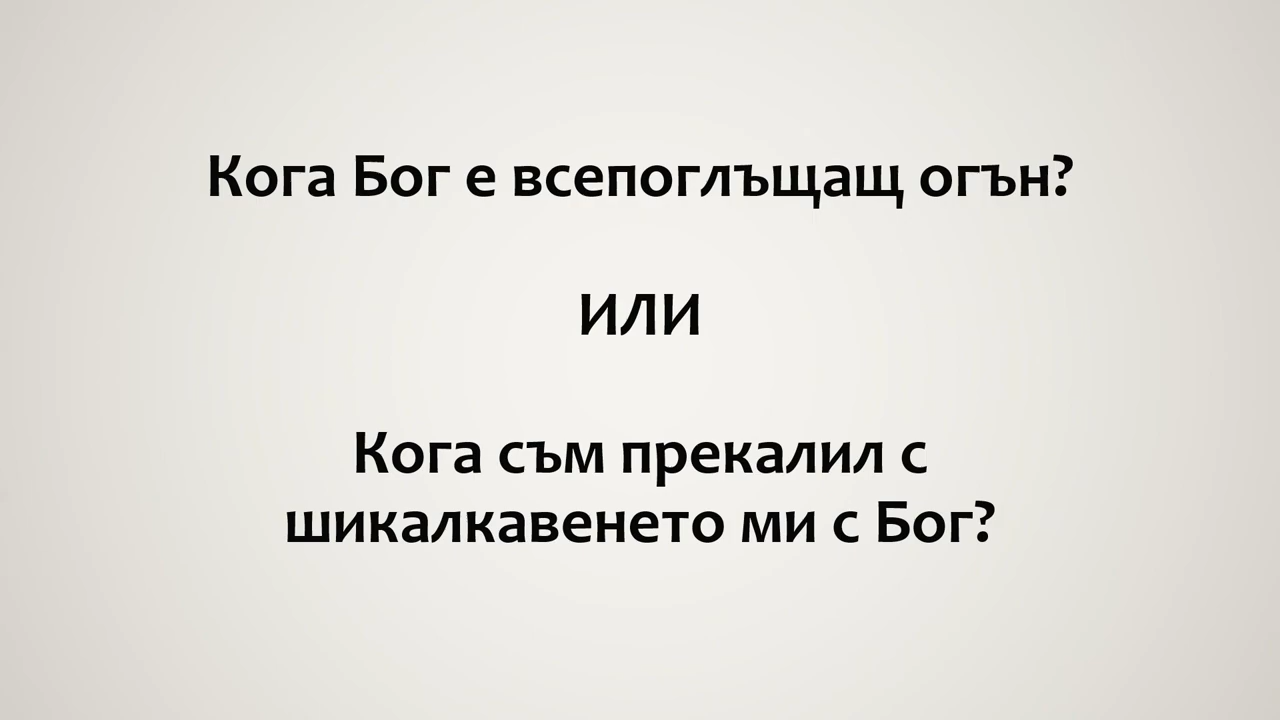 Кога Бог е всепоглъщащ огън?
ИЛИ
Кога съм прекалил с
шикалкавенето ми с Бог?